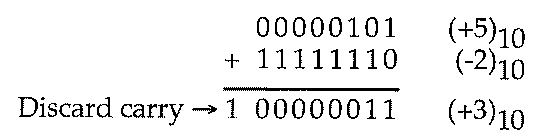 00000101 (+5)10
+ 11111110 (-2)10
Discard carry → 1 00000011 (+3)10